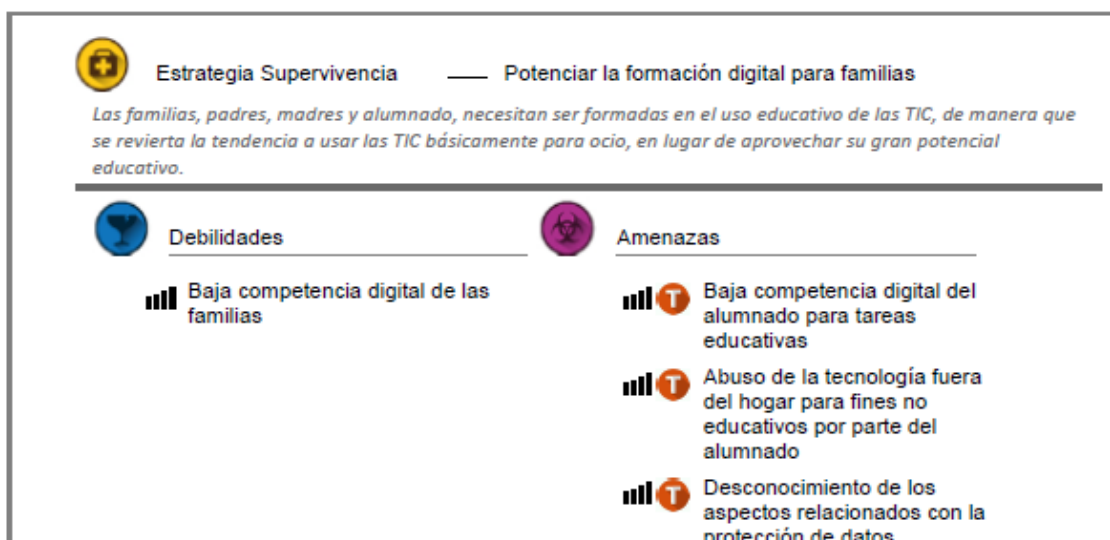 Estrategia Supervivencia — Potenciar la formación digital para familias
Las familias, padres, madres y alumnado, necesitan ser formadas en el uso educativo de las TIC, de manera que
se revierta la tendencia a usar las TIC básicamente para ocio, en lugar de aprovechar su gran potencial
educativo.
Debilidades
Baja competencia digital de las
familias
Amenazas
T Baja competencia digital del
alumnado para tareas
educativas
T Abuso de la tecnología fuera
del hogar para fines no
educativos por parte del
alumnado
T Desconocimiento de los
aspectos relacionados con la
protección de datos